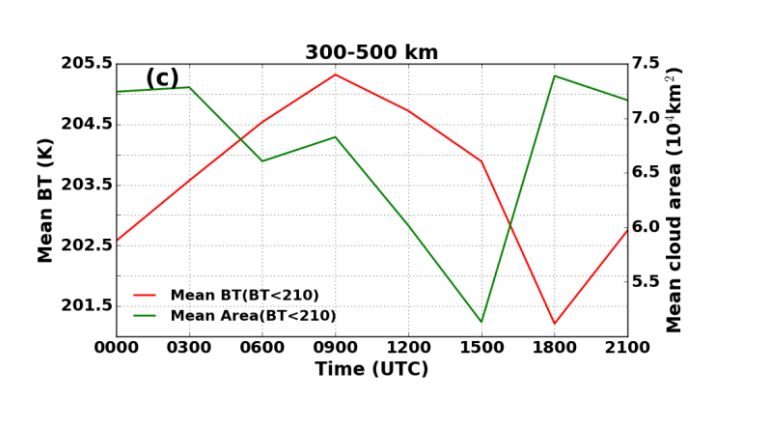 300-500 km
(c)
205.5
204.5
203.5
202.5
201.5
Mean BT (K)
7.5
7.0
6.5
6.0
5.5
Mean cloud area (10⁴km²)
Mean BT(BT<210)
Mean Area(BT<210)
0000 0300 0600 0900 1200 1500 1800 2100
Time (UTC)